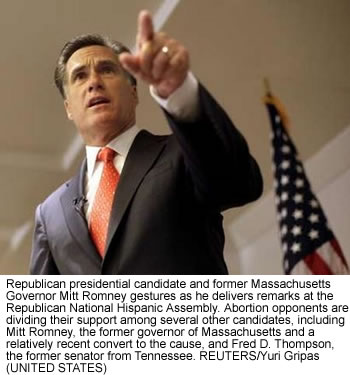 Republican presidential candidate and former Massachusetts
Governor Mitt Romney gestures as he delivers remarks at the
Republican National Hispanic Assembly. Abortion opponents are
dividing their support among several other candidates, including
Mitt Romney, the former governor of Massachusetts and a
relatively recent convert to the cause, and Fred D. Thompson,
the former senator from Tennessee. REUTERS/Yuri Gripas
(UNITED STATES)